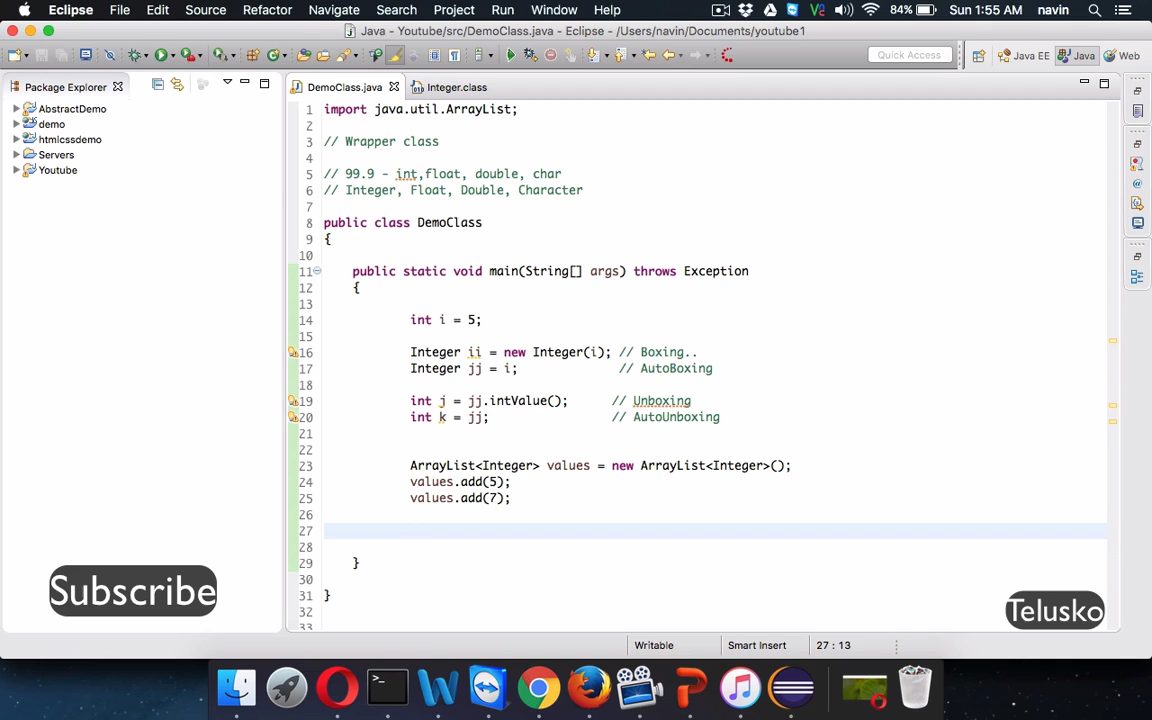 Eclipse File Edit Source Refactor Navigate Search Project Run Window Help 84% Sun 1:55 AM navin
Java - Youtube/src/DemoClass.java - Eclipse - /Users/navin/Documents/youtube1
Quick Access Java EE Java Web
Package Explorer
AbstractDemo
demo
htmlcssdemo
Servers
Youtube
DemoClass.java Integer.class
1 import java.util.ArrayList;
2
3 // Wrapper class
4
5 // 99.9 - int,float, double, char
6 // Integer, Float, Double, Character
7
8 public class DemoClass
9 {
10
11 public static void main(String[] args) throws Exception
12 {
13
14 int i = 5;
15
16 Integer ii = new Integer(i); // Boxing..
17 Integer jj = i; // AutoBoxing
18
19 int j = jj.intValue(); // Unboxing
20 int k = jj; // AutoUnboxing
21
22
23 ArrayList<Integer> values = new ArrayList<Integer>();
24 values.add(5);
25 values.add(7);
26
27
28
29 }
30
31 }
32
33
Subscribe
Telusko
Writable Smart Insert 27 : 13